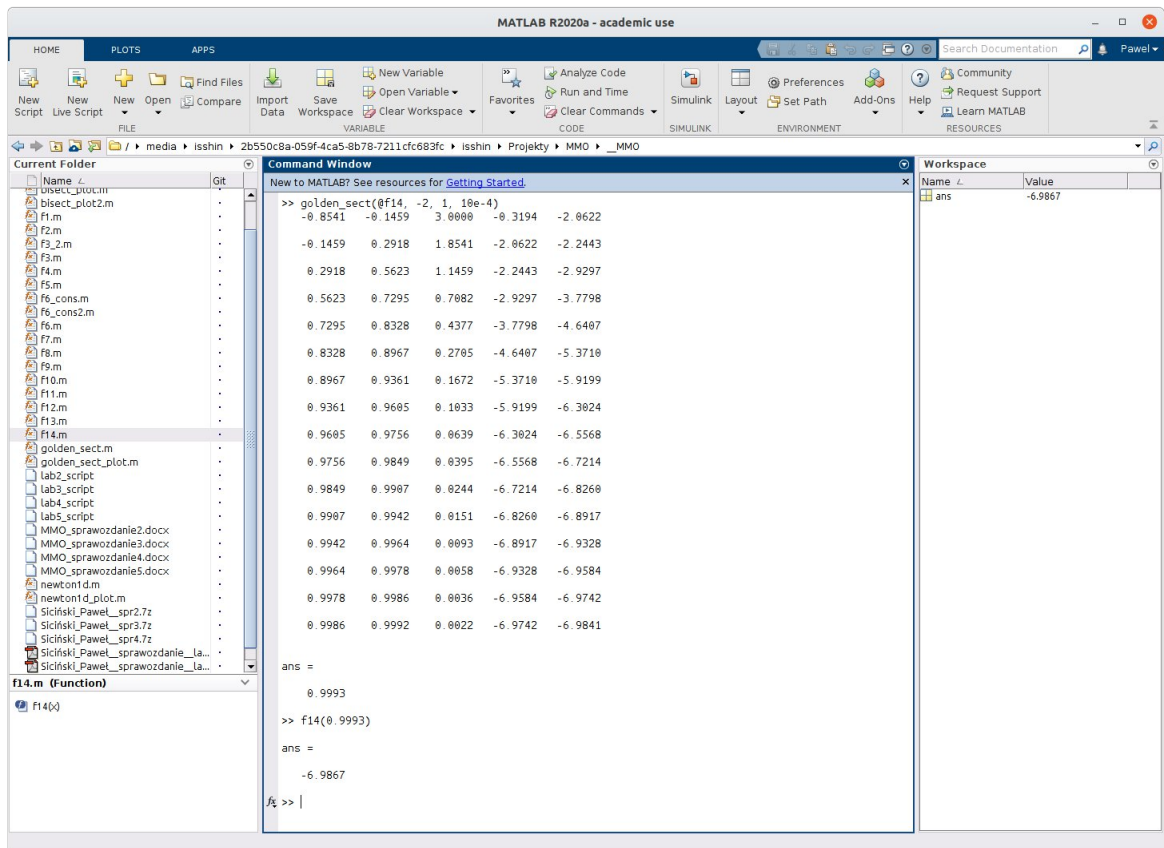 MATLAB R2020a - academic use
HOME PLOTS APPS
Search Documentation Pawel
New Script
New Live Script
New
Open
Find Files
Compare
FILE
Import Data
Save Workspace
New Variable
Open Variable
Clear Workspace
VARIABLE
Favorites
Analyze Code
Run and Time
Clear Commands
CODE
Simulink
SIMULINK
Layout
Preferences
Set Path
Add-Ons
ENVIRONMENT
Help
Community
Request Support
Learn MATLAB
RESOURCES
/ media isshin 2b550c8a-059f-4ca5-8b78-7211cfc683fc isshin Projekty MMO __MMO
Current Folder
Name Git
bisect_plot.m
bisect_plot2.m
f1.m
f2.m
f3_2.m
f3.m
f4.m
f5.m
f6_cons.m
f6_cons2.m
f6.m
f7.m
f8.m
f9.m
f10.m
f11.m
f12.m
f13.m
f14.m
golden_sect.m
golden_sect_plot.m
lab2_script
lab3_script
lab4_script
lab5_script
MMO_sprawozdanie2.docx
MMO_sprawozdanie3.docx
MMO_sprawozdanie4.docx
MMO_sprawozdanie5.docx
newton1d.m
newton1d_plot.m
Siciński_Paweł__spr2.7z
Siciński_Paweł__spr3.7z
Siciński_Paweł__spr4.7z
Siciński_Paweł__sprawozdanie__la...
Siciński_Paweł__sprawozdanie__la...
f14.m (Function)
f14(x)
Command Window
New to MATLAB? See resources for Getting Started.
>> golden_sect(@f14, -2, 1, 10e-4)
-0.8541 -0.1459 3.0000 -0.3194 -2.0622
-0.1459 0.2918 1.8541 -2.0622 -2.2443
0.2918 0.5623 1.1459 -2.2443 -2.9297
0.5623 0.7295 0.7082 -2.9297 -3.7798
0.7295 0.8328 0.4377 -3.7798 -4.6407
0.8328 0.8967 0.2705 -4.6407 -5.3710
0.8967 0.9361 0.1672 -5.3710 -5.9199
0.9361 0.9605 0.1033 -5.9199 -6.3024
0.9605 0.9756 0.0639 -6.3024 -6.5568
0.9756 0.9849 0.0395 -6.5568 -6.7214
0.9849 0.9907 0.0244 -6.7214 -6.8260
0.9907 0.9942 0.0151 -6.8260 -6.8917
0.9942 0.9964 0.0093 -6.8917 -6.9328
0.9964 0.9978 0.0058 -6.9328 -6.9584
0.9978 0.9986 0.0036 -6.9584 -6.9742
0.9986 0.9992 0.0022 -6.9742 -6.9841
ans =
0.9993
>> f14(0.9993)
ans =
-6.9867
fx >>
Workspace
Name Value
ans -6.9867